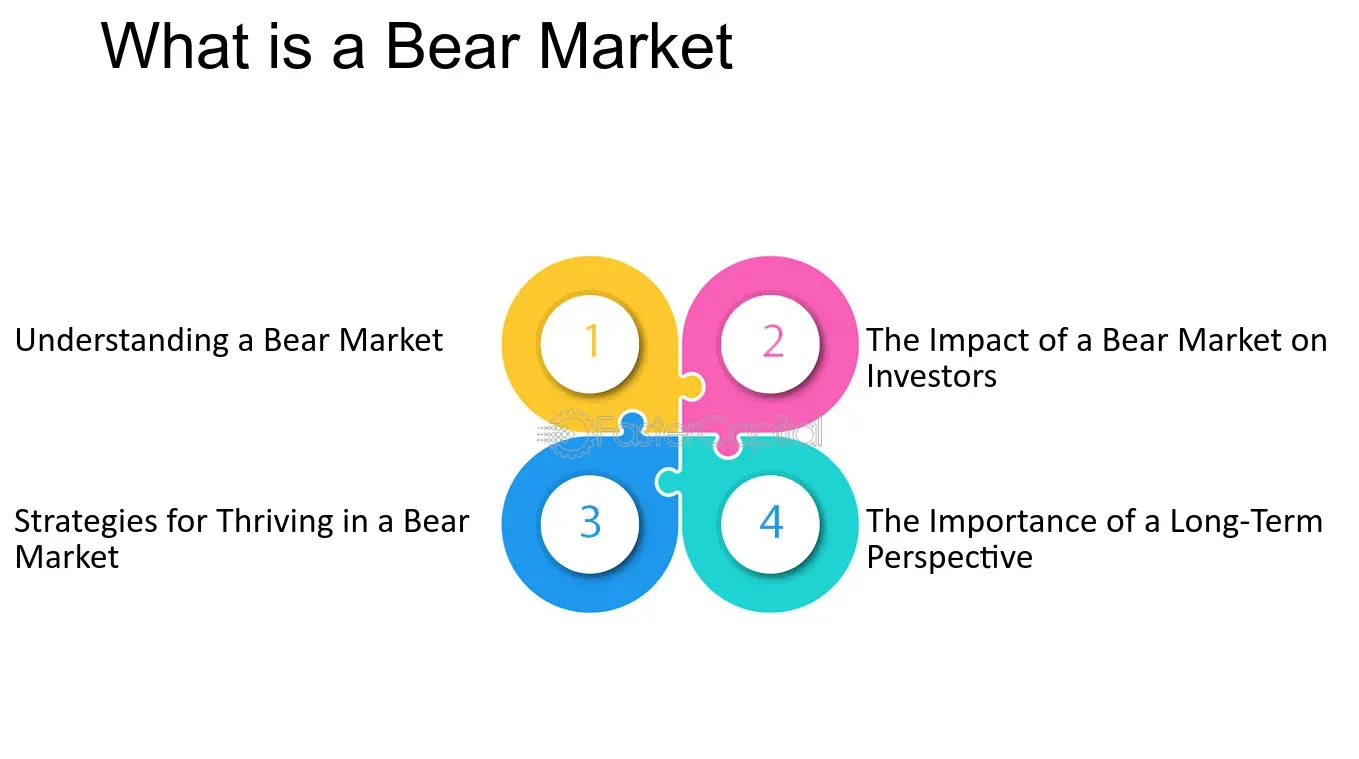 What is a Bear Market
Understanding a Bear Market
1
2
The Impact of a Bear Market on
Investors
FasterCapital
Strategies for Thriving in a Bear
Market
3
4
The Importance of a Long-Term
Perspective